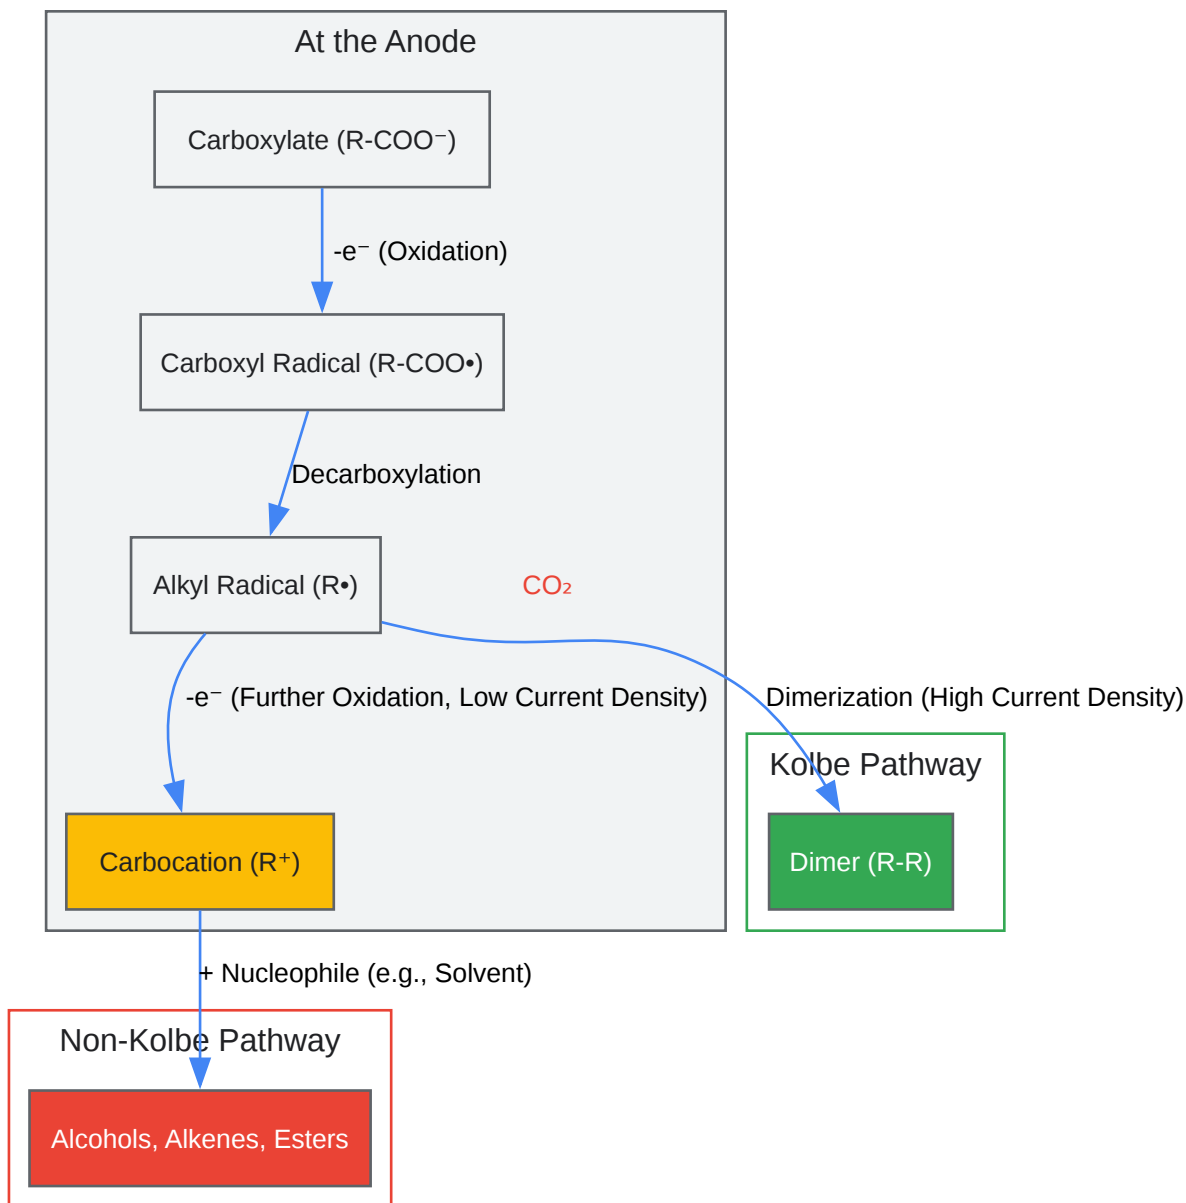 At the Anode
Carboxylate (R-COO⁻)
-e⁻ (Oxidation)
Carboxyl Radical (R-COO•)
Decarboxylation
Alkyl Radical (R•)
CO₂
-e⁻ (Further Oxidation, Low Current Density)
Dimerization (High Current Density)
Kolbe Pathway
Carbocation (R⁺)
Dimer (R-R)
+ Nucleophile (e.g., Solvent)
Non-Kolbe Pathway
Alcohols, Alkenes, Esters